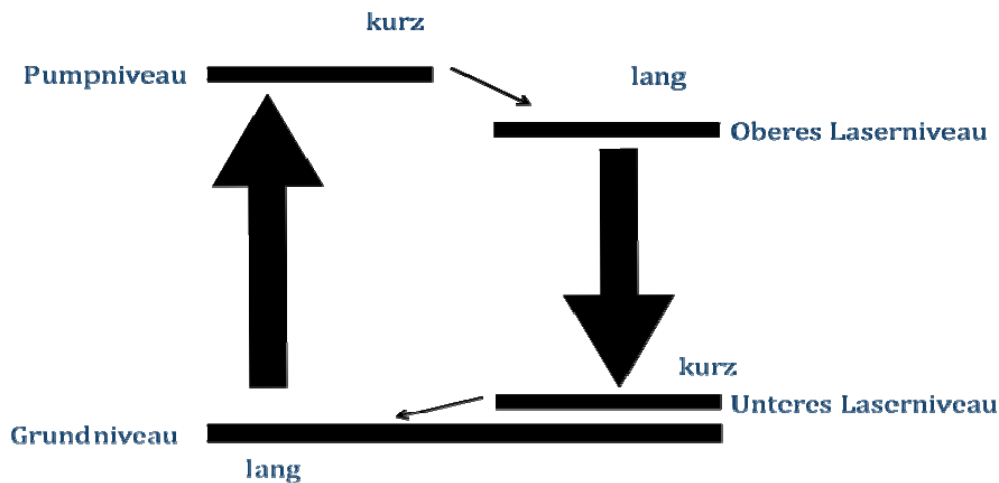 kurz
Pumpniveau
lang
Oberes Laserniveau
kurz
Unteres Laserniveau
Grundniveau
lang